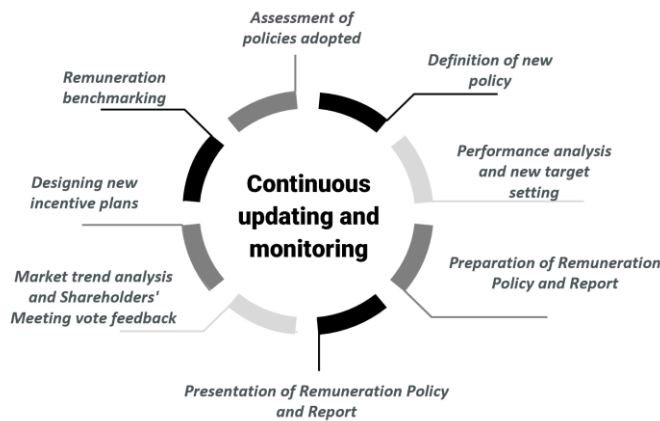 Assessment of
policies adopted
Definition of new
policy
Performance analysis
and new target
setting
Preparation of Remuneration
Policy and Report
Presentation of Remuneration Policy
and Report
Market trend analysis
and Shareholders'
Meeting vote feedback
Designing new
incentive plans
Remuneration
benchmarking
Continuous
updating and
monitoring